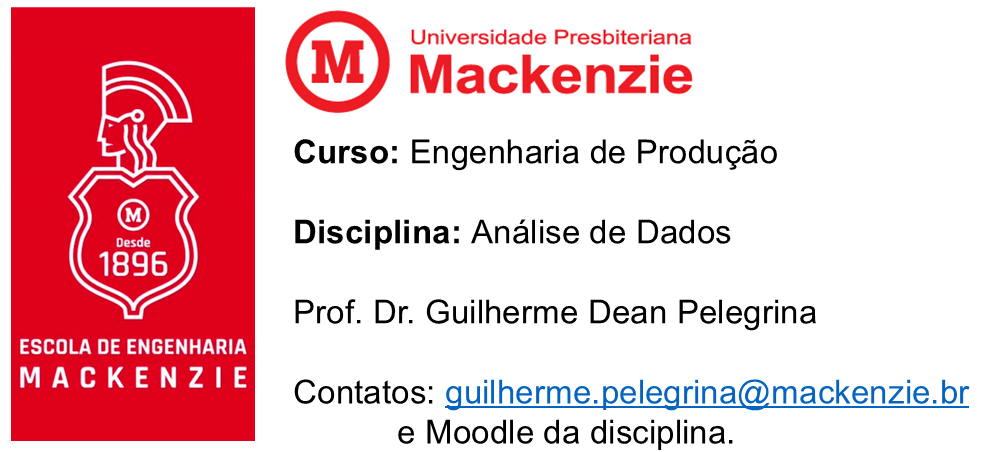 M
Desde
1896
ESCOLA DE ENGENHARIA
MACKENZIE
M
Universidade Presbiteriana
Mackenzie
Curso: Engenharia de Produção
Disciplina: Análise de Dados
Prof. Dr. Guilherme Dean Pelegrina
Contatos: guilherme.pelegrina@mackenzie.br
e Moodle da disciplina.